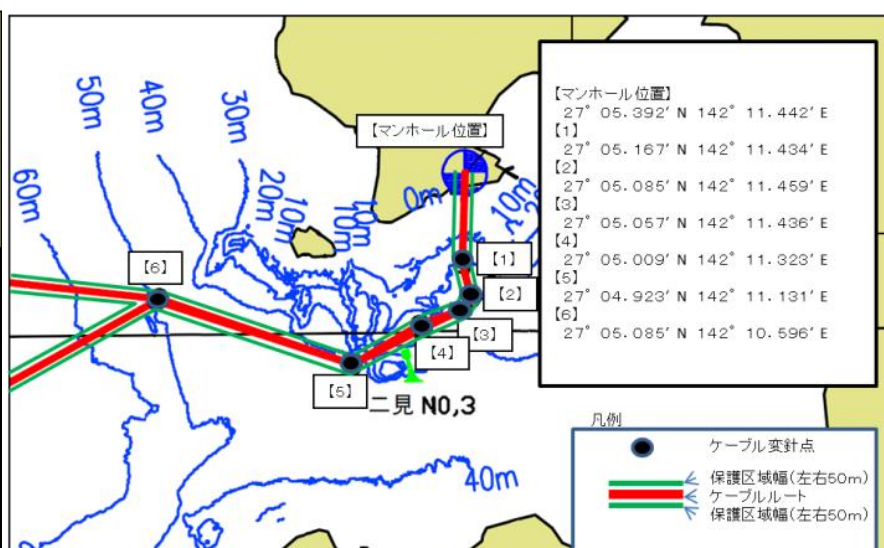 50m
40m
30m
60m
20m
10m
10m
0m
10m
【マンホール位置】
【1】
【2】
【3】
【4】
【5】
【6】
二見 N0,3
40m
【マンホール位置】
27° 05.392′ N 142° 11.442′ E
【1】
27° 05.167′ N 142° 11.434′ E
【2】
27° 05.085′ N 142° 11.459′ E
【3】
27° 05.057′ N 142° 11.436′ E
【4】
27° 05.009′ N 142° 11.323′ E
【5】
27° 04.923′ N 142° 11.131′ E
【6】
27° 05.085′ N 142° 10.596′ E
凡例
ケーブル変針点
保護区域幅(左右50m)
ケーブルルート
保護区域幅(左右50m)